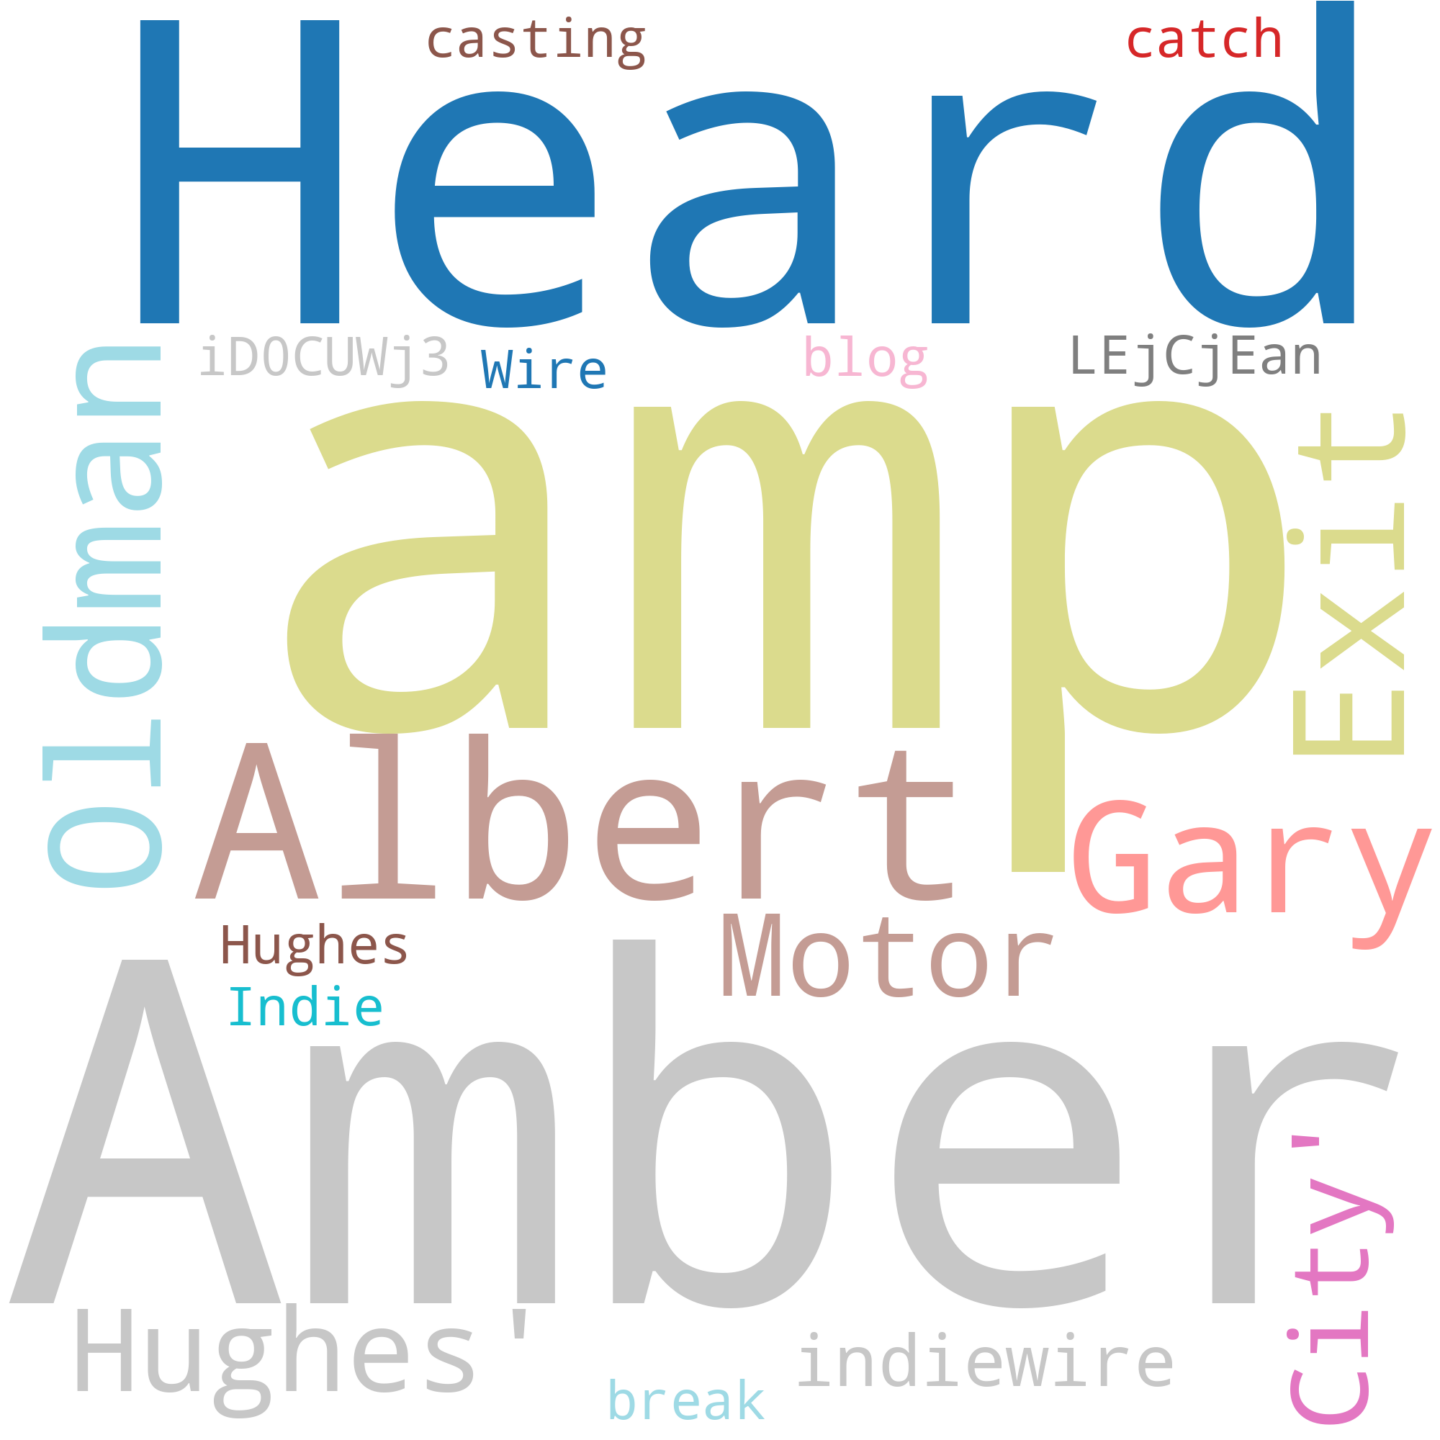 casting
catch
Heard
iDOCUWj3
Wire
blog
LEjCjEan
Oldman
amp
Exit
Albert
Gary
Hughes
Motor
Indie
Amber
City'
Hughes'
indiewire
break